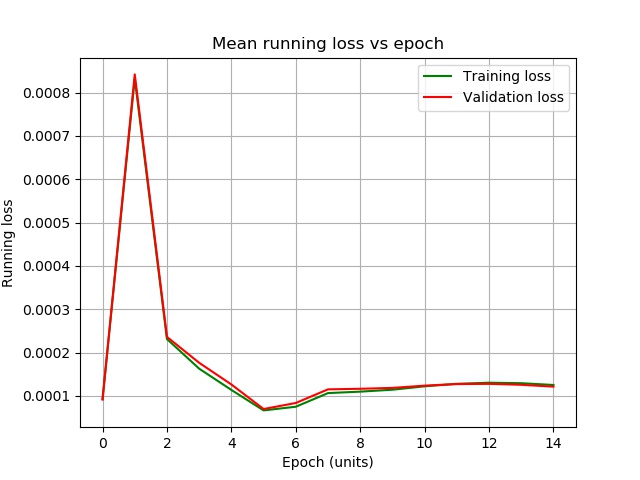 Mean running loss vs epoch
Training loss
Validation loss
0.0008
0.0007
0.0006
0.0005
0.0004
0.0003
0.0002
0.0001
Running loss
0 2 4 6 8 10 12 14
Epoch (units)